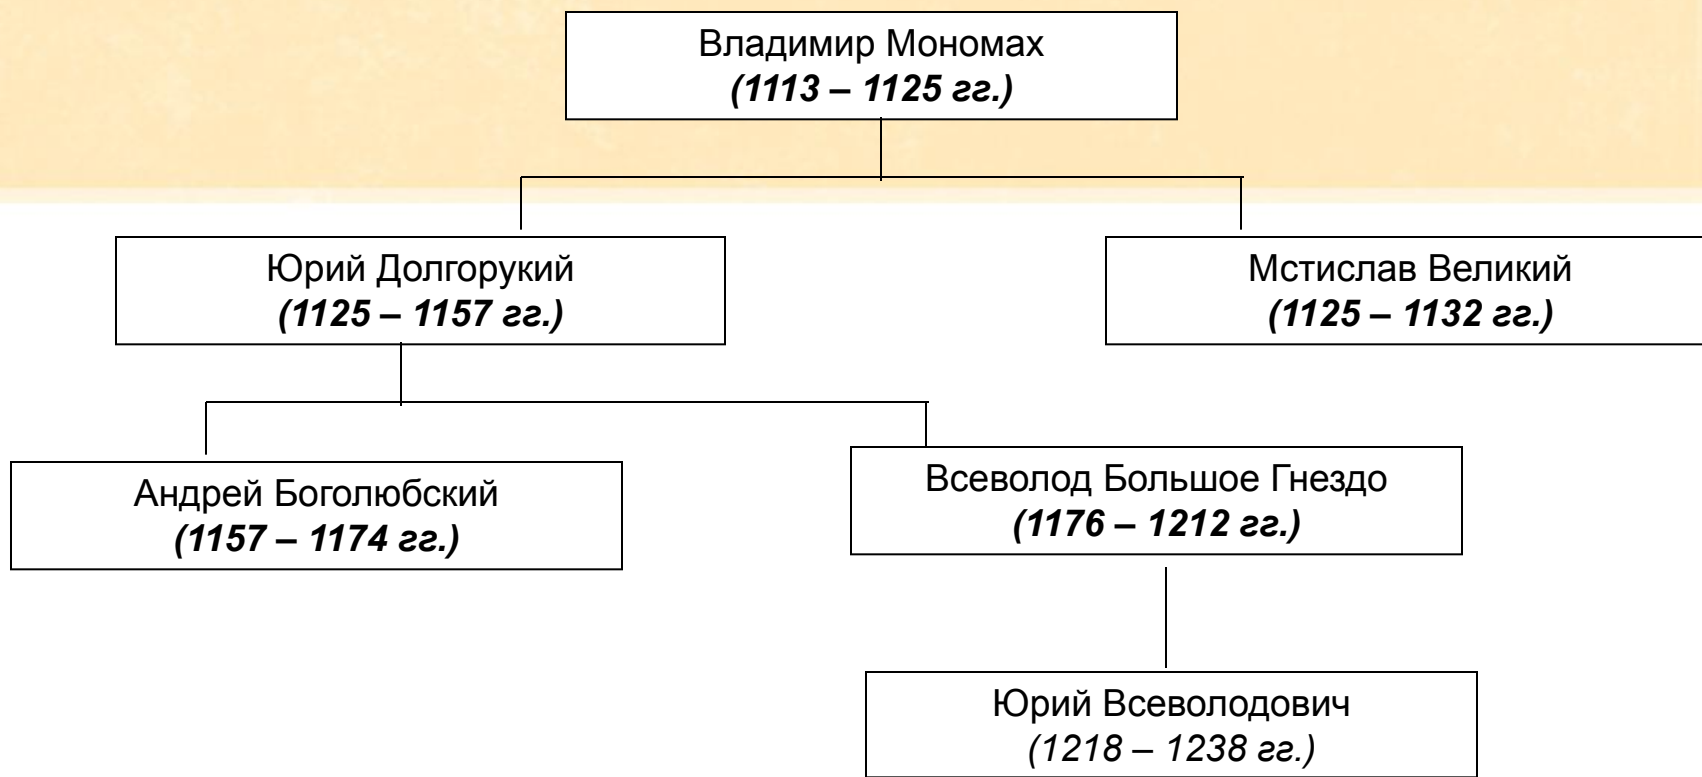 Владимир Мономах
(1113 – 1125 гг.)
Юрий Долгорукий
(1125 – 1157 гг.)
Мстислав Великий
(1125 – 1132 гг.)
Андрей Боголюбский
(1157 – 1174 гг.)
Всеволод Большое Гнездо
(1176 – 1212 гг.)
Юрий Всеволодович
(1218 – 1238 гг.)